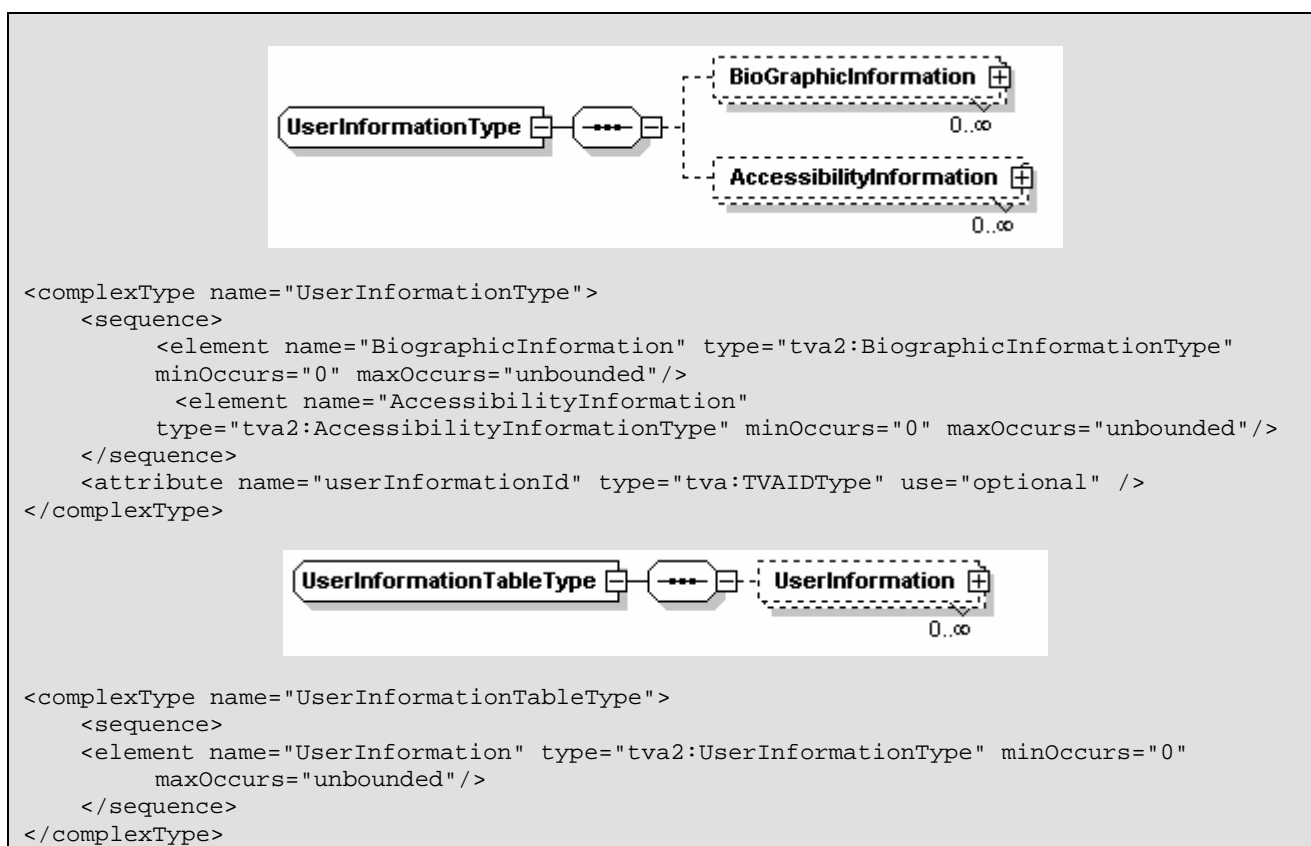 BioGraphicInformation
0..∞
UserInformationType
AccessibilityInformation
0..∞
<complexType name="UserInformationType">
<sequence>
<element name="BiographicInformation" type="tva2:BiographicInformationType"
minOccurs="0" maxOccurs="unbounded"/>
<element name="AccessibilityInformation"
type="tva2:AccessibilityInformationType" minOccurs="0" maxOccurs="unbounded"/>
</sequence>
<attribute name="userInformationId" type="tva:TVAIDType" use="optional" />
</complexType>
UserInformationTableType UserInformation
0..∞
<complexType name="UserInformationTableType">
<sequence>
<element name="UserInformation" type="tva2:UserInformationType" minOccurs="0"
maxOccurs="unbounded"/>
</sequence>
</complexType>